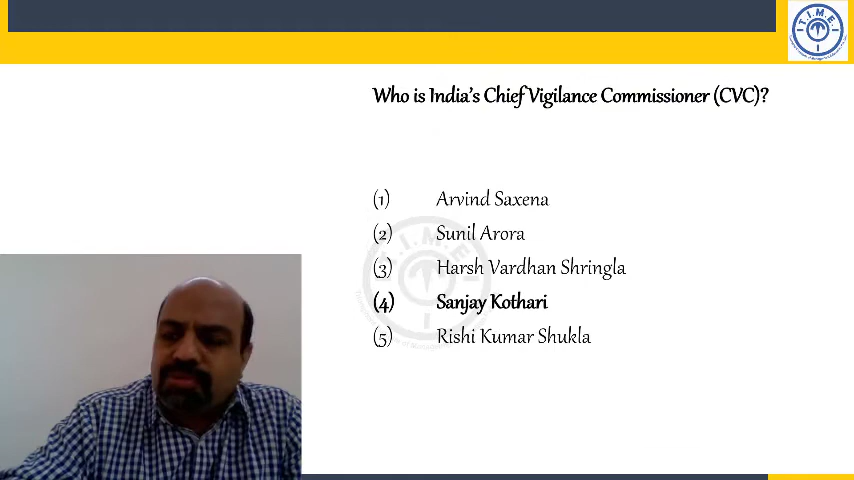 T.I.M.E.
Who is India's Chief Vigilance Commissioner (CVC)?
(1) Arvind Saxena
(2) Sunil Arora
(3) Harsh Vardhan Shringla
(4) Sanjay Kothari
(5) Rishi Kumar Shukla